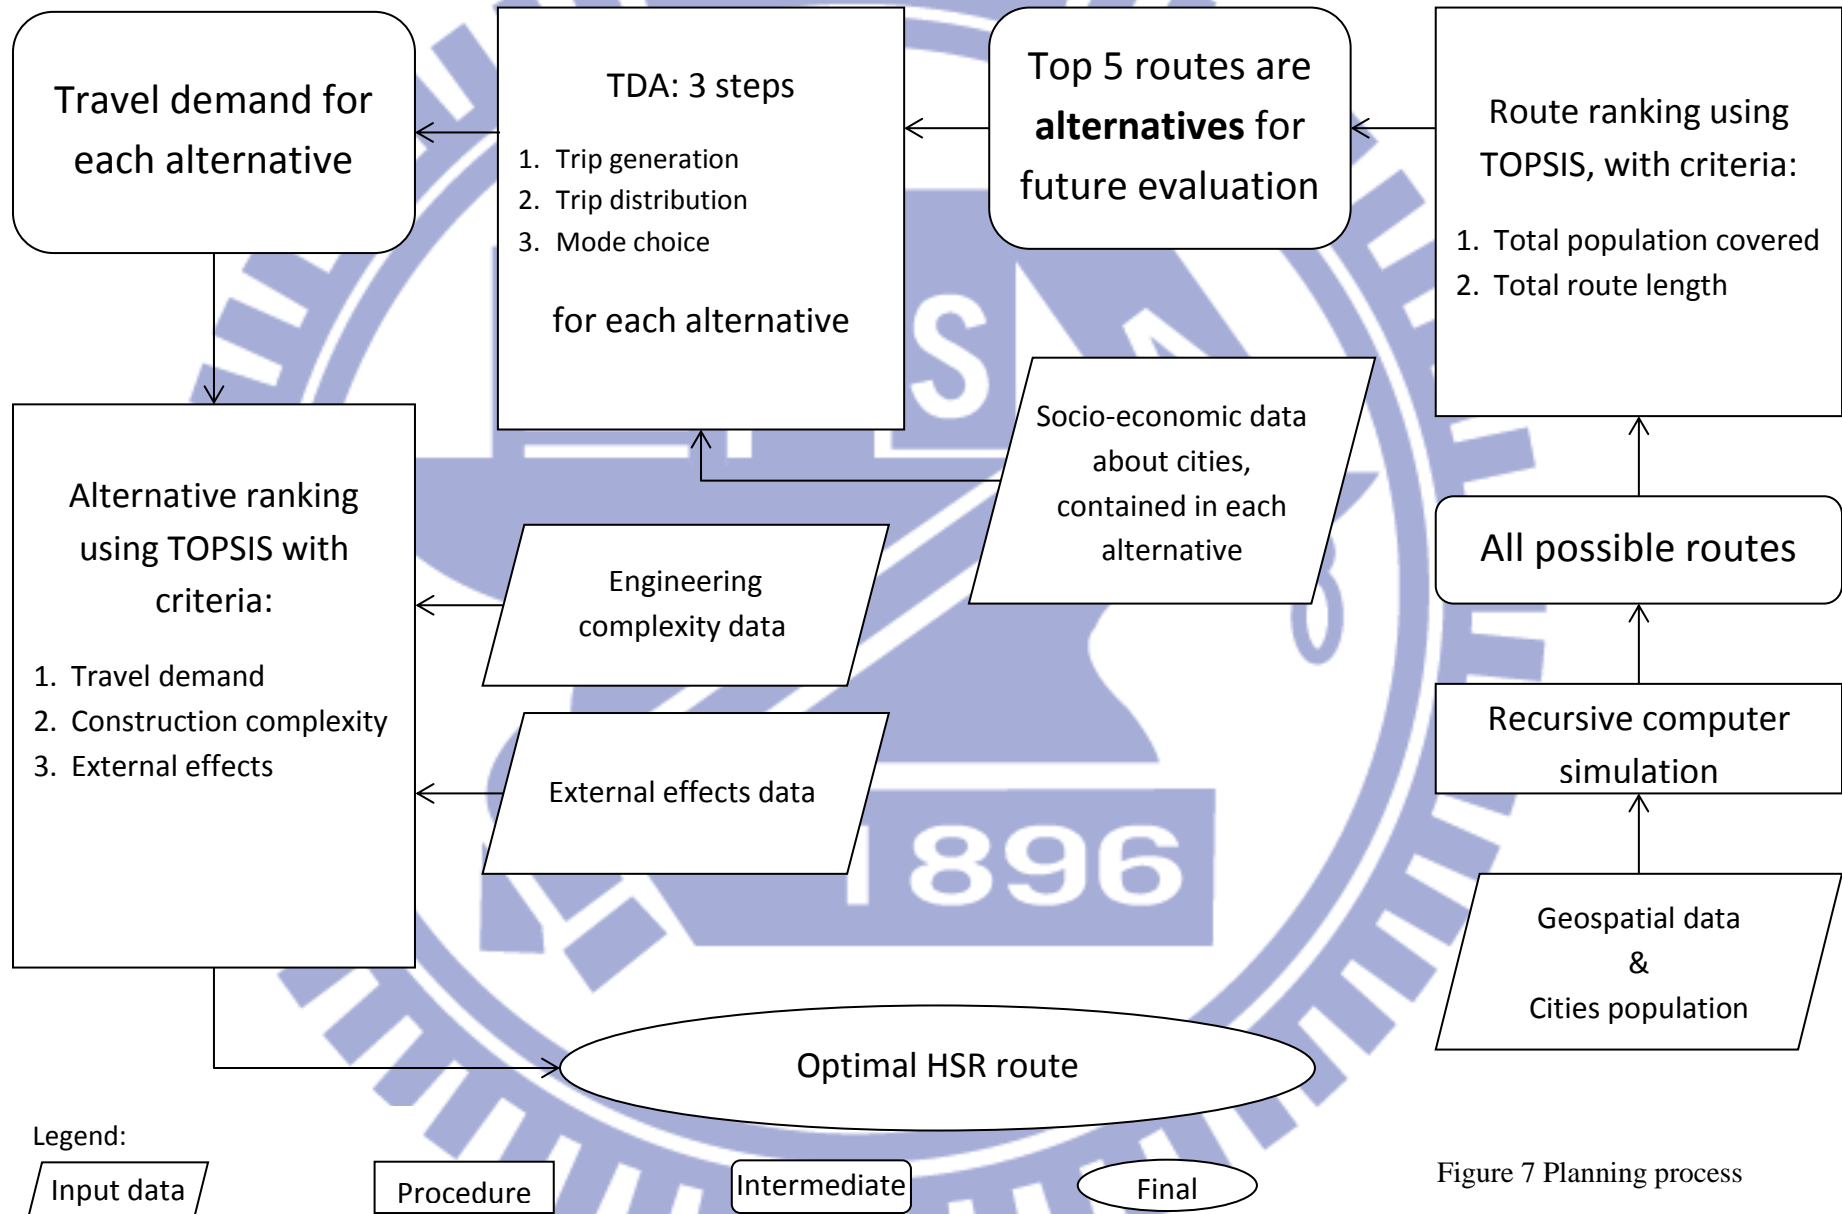 Travel demand for
each alternative
TDA: 3 steps
1. Trip generation
2. Trip distribution
3. Mode choice
for each alternative
Top 5 routes are
alternatives for
future evaluation
Route ranking using
TOPSIS, with criteria:
1. Total population covered
2. Total route length
Socio-economic data
about cities,
contained in each
alternative
All possible routes
Alternative ranking
using TOPSIS with
criteria:
1. Travel demand
2. Construction complexity
3. External effects
Engineering
complexity data
External effects data
Recursive computer
simulation
Geospatial data
&
Cities population
1896
Optimal HSR route
Legend:
Input data
Procedure
Intermediate
Final
Figure 7 Planning process